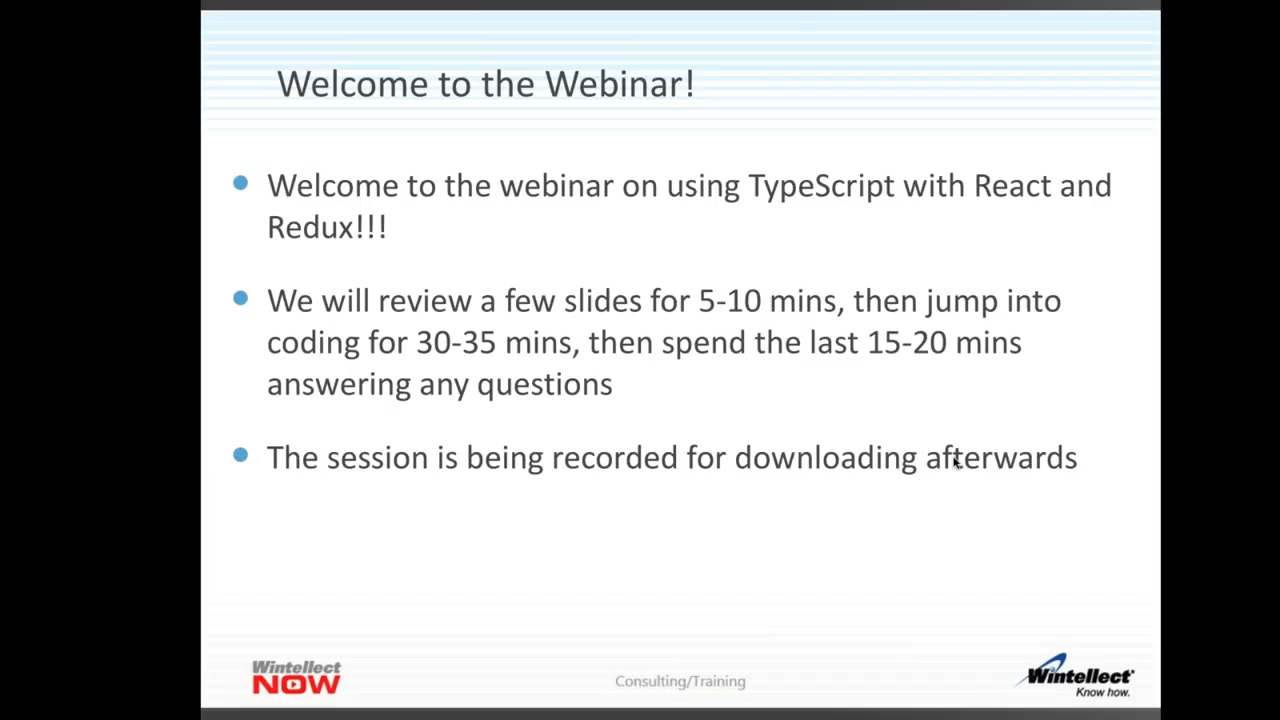 Welcome to the Webinar!
Welcome to the webinar on using TypeScript with React and
Redux!!!
We will review a few slides for 5-10 mins, then jump into
coding for 30-35 mins, then spend the last 15-20 mins
answering any questions
The session is being recorded for downloading afterwards
Wintellect
NOW
Consulting/Training
Wintellect
Know how.